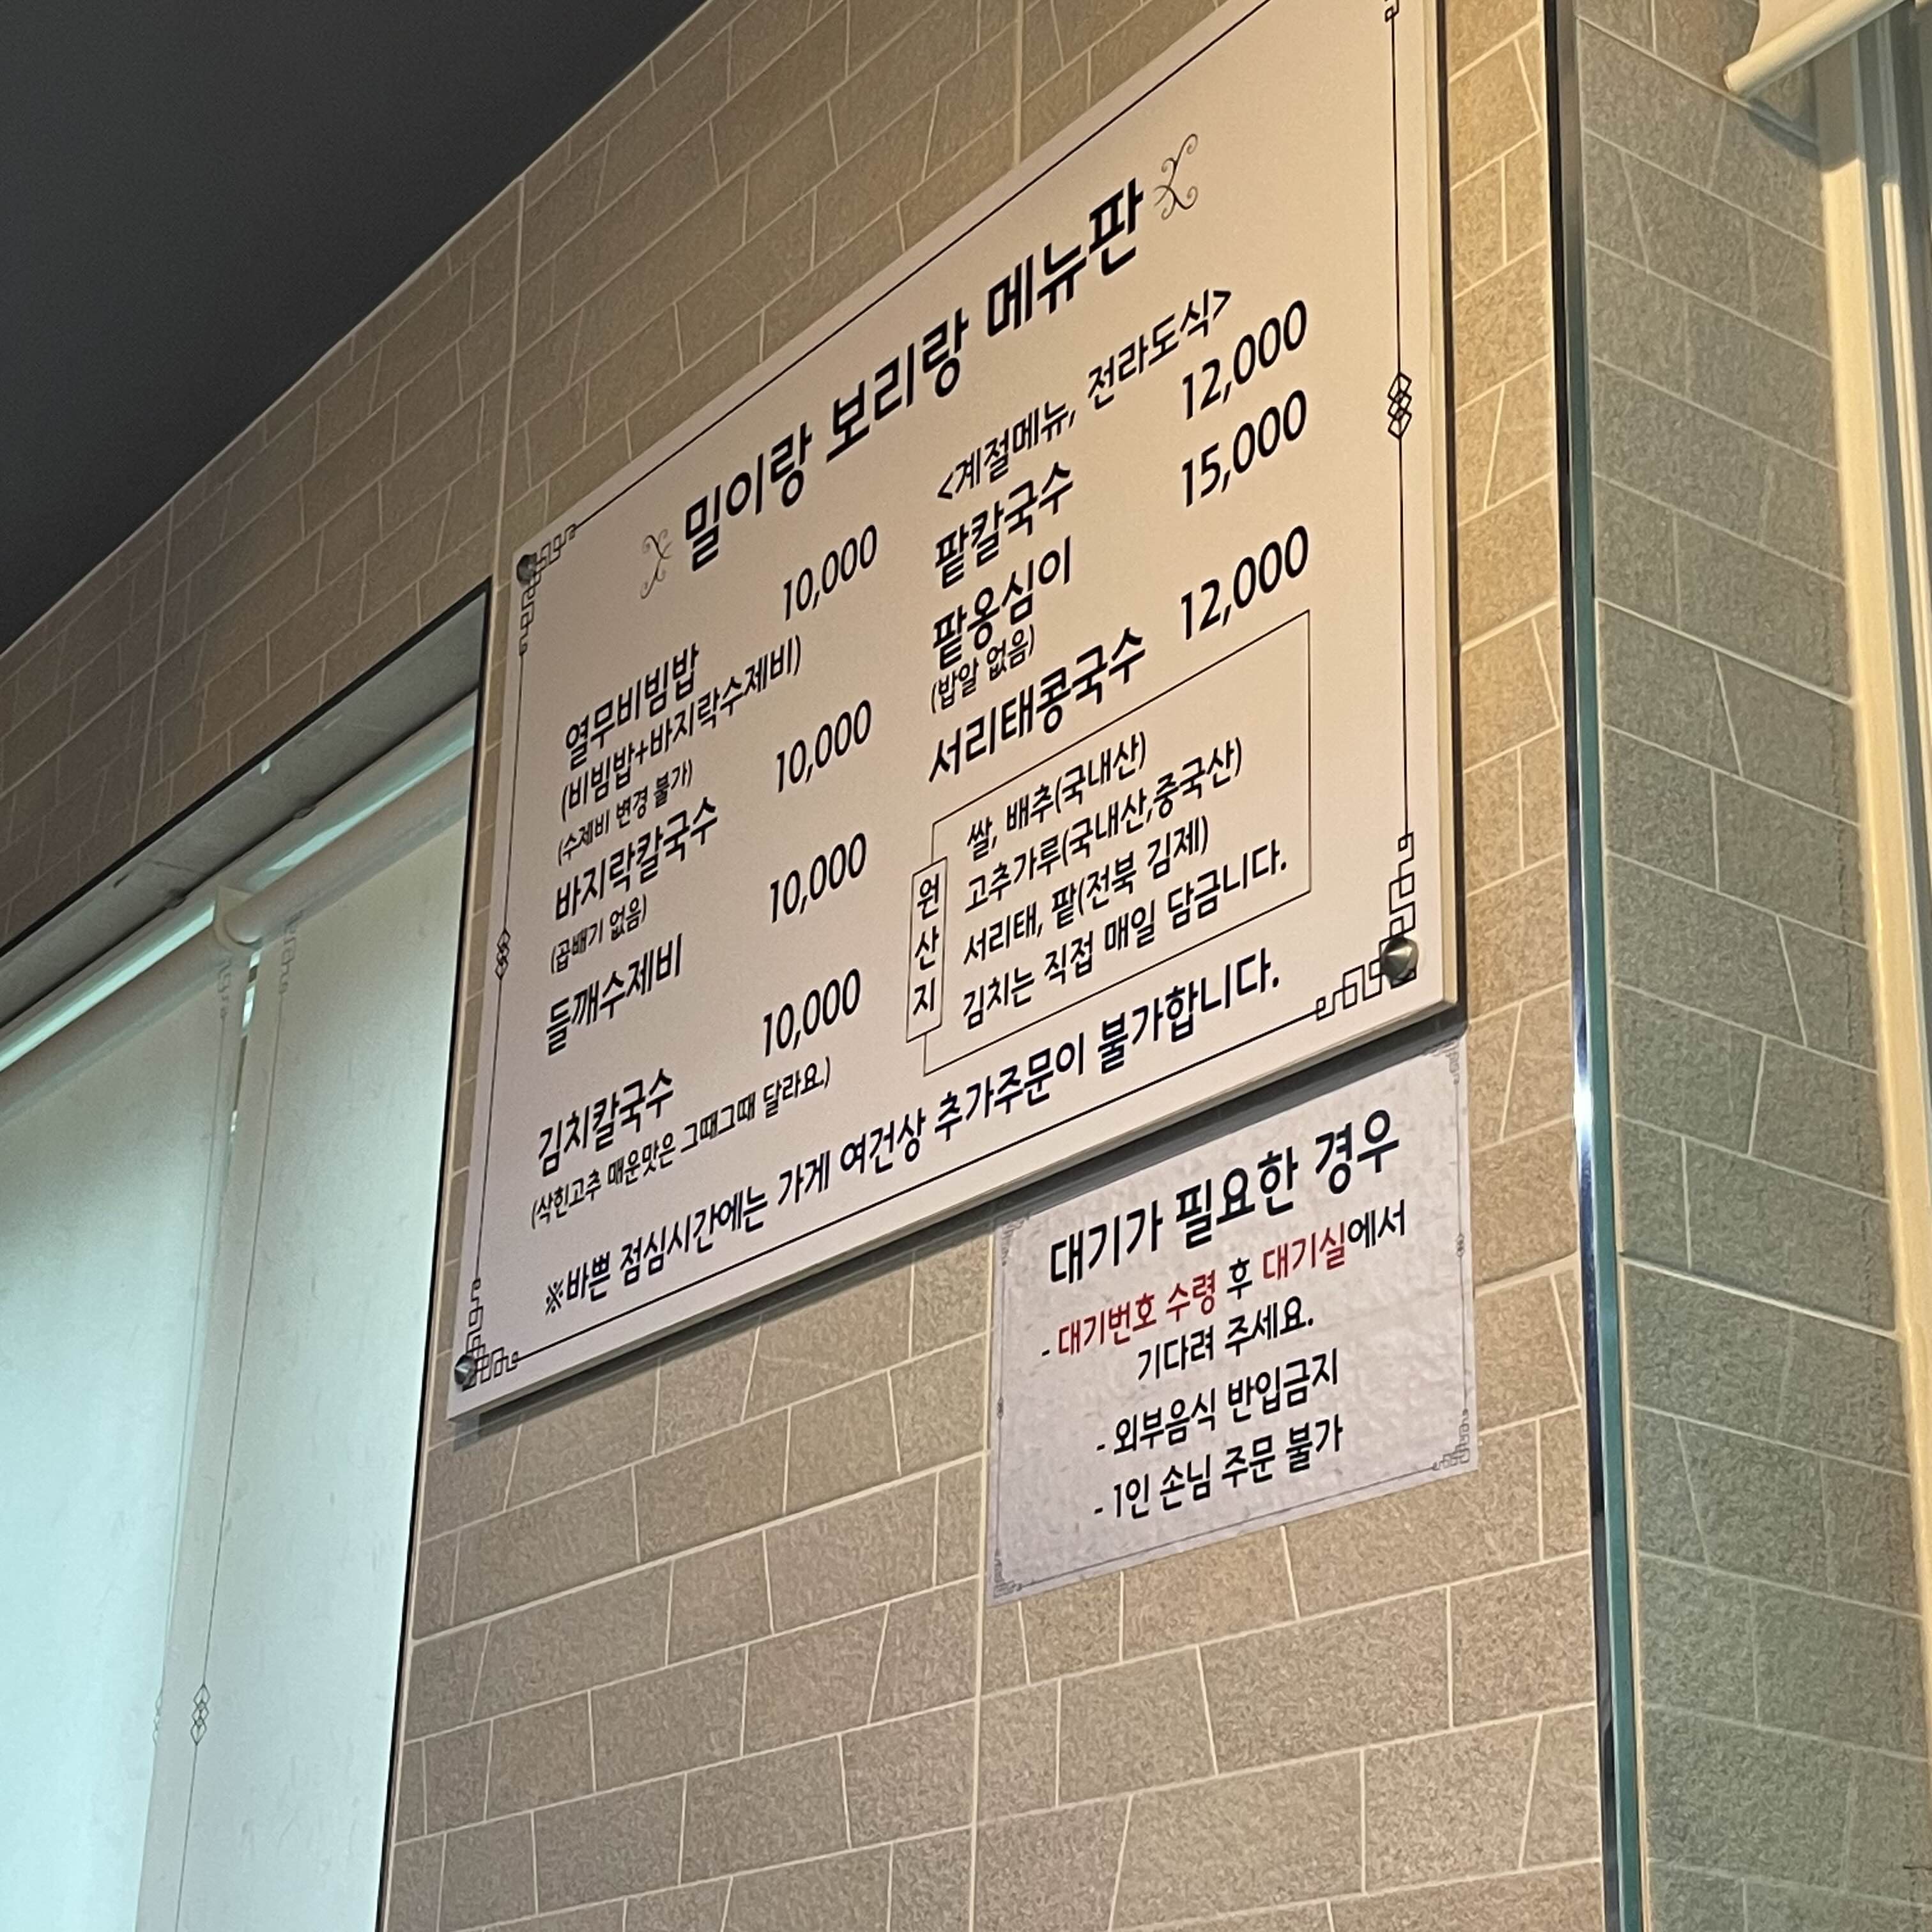 밀이랑 보리랑 메뉴판
열무비빔밥 10,000
(비빔밥+바지락수제비)
(수제비 변경 불가)
바지락칼국수 10,000
(곱배기 없음)
들깨수제비 10,000
김치칼국수 10,000
(삭힌고추 매운맛은 그때그때 달라요.)
<계절메뉴, 전라도식>
팥칼국수 12,000
팥옹심이 15,000
(밥알 없음)
서리태콩국수 12,000
원산지
쌀, 배추(국내산)
고추가루(국내산,중국산)
서리태, 팥(전북 김제)
김치는 직접 매일 담금니다.
※바쁜 점심시간에는 가게 여건상 추가주문이 불가합니다.
대기가 필요한 경우
- 대기번호 수령 후 대기실에서
기다려 주세요.
- 외부음식 반입금지
- 1인 손님 주문 불가